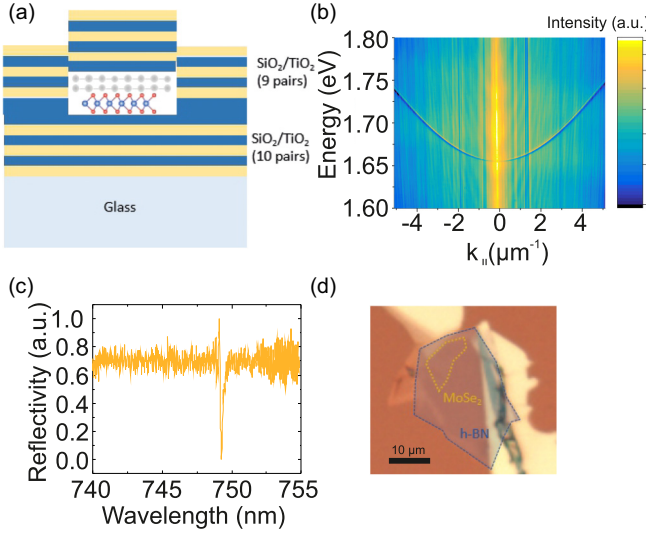 (a)
SiO₂/TiO₂
(9 pairs)
SiO₂/TiO₂
(10 pairs)
Glass
(b)
Intensity (a.u.)
Energy (eV)
1.80
1.75
1.70
1.65
1.60
-4 -2 0 2 4
k||(µm⁻¹)
(c)
Reflectivity (a.u.)
1.0
0.8
0.6
0.4
0.2
0.0
740 745 750 755
Wavelength (nm)
(d)
MoSe₂
h-BN
10 µm